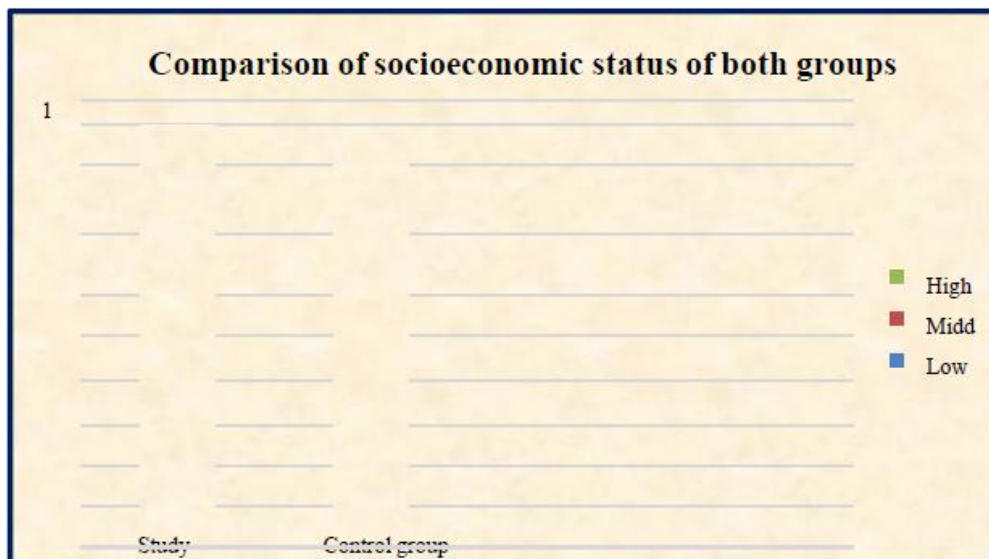 Comparison of socioeconomic status of both groups
1
High
Midd
Low
Study Control group